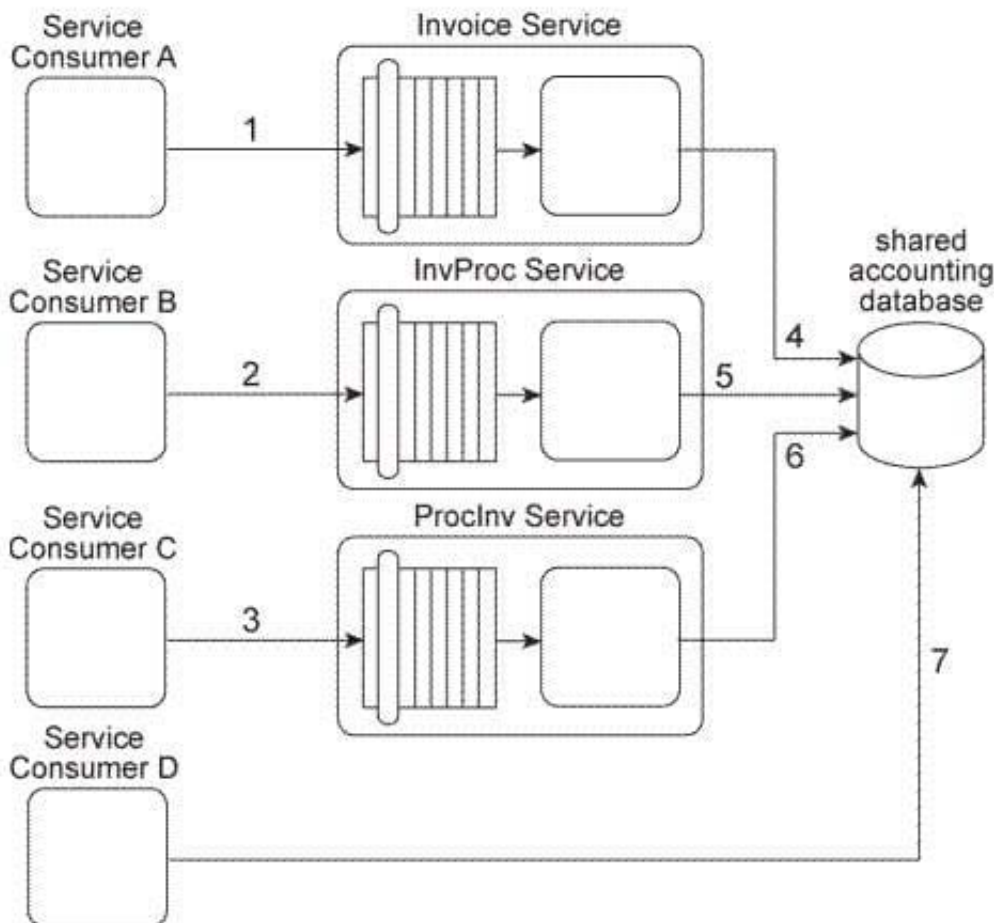 Service
Consumer A
Invoice Service
1
Service
Consumer B
InvProc Service
2
shared
accounting
database
4
5
6
Service
Consumer C
ProcInv Service
3
7
Service
Consumer D